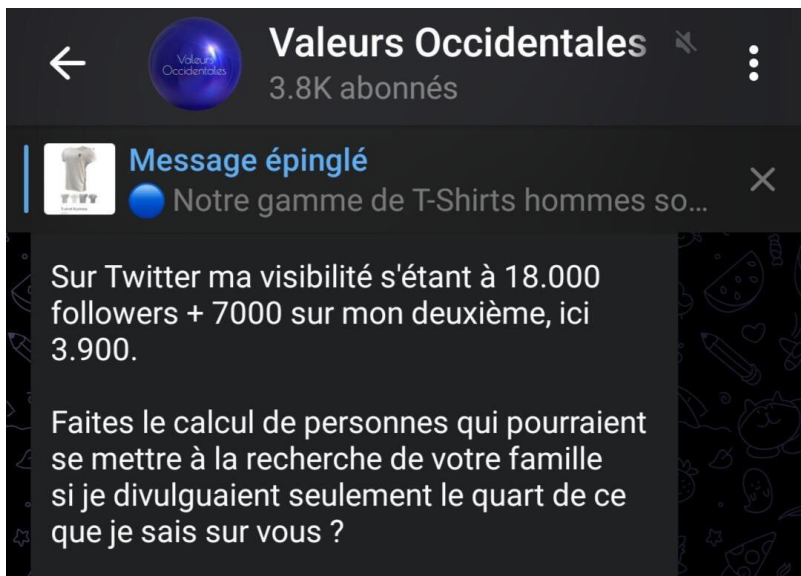 Valeurs Occidentales
Valeurs
Occidentales
3.8K abonnés
Message épinglé
Notre gamme de T-Shirts hommes so...
Sur Twitter ma visibilité s'étant à 18.000
followers + 7000 sur mon deuxième, ici
3.900.
Faites le calcul de personnes qui pourraient
se mettre à la recherche de votre famille
si je divulguaient seulement le quart de ce
que je sais sur vous ?